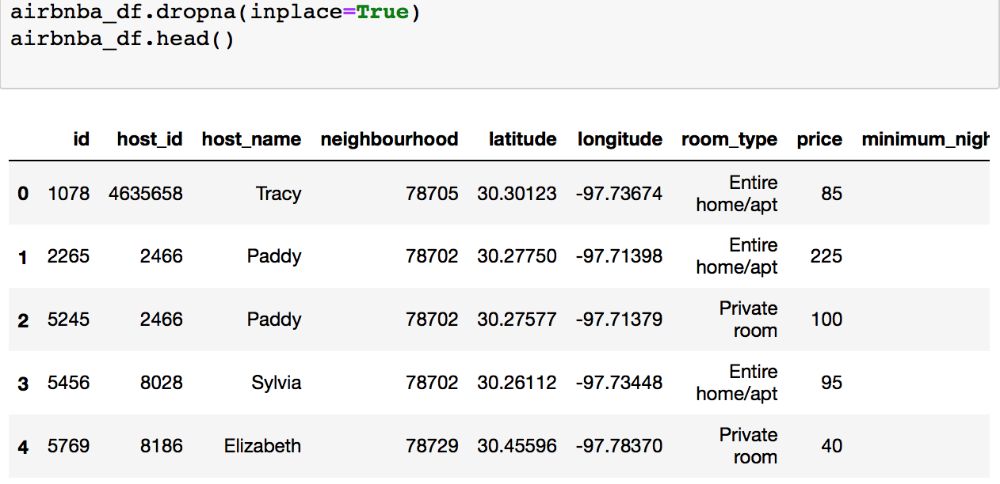 airbnba_df.dropna(inplace=True)
airbnba_df.head()
id host_id host_name neighbourhood latitude longitude room_type price minimum_nigh
0 1078 4635658 Tracy 78705 30.30123 -97.73674 Entire home/apt 85
1 2265 2466 Paddy 78702 30.27750 -97.71398 Entire home/apt 225
2 5245 2466 Paddy 78702 30.27577 -97.71379 Private room 100
3 5456 8028 Sylvia 78702 30.26112 -97.73448 Entire home/apt 95
4 5769 8186 Elizabeth 78729 30.45596 -97.78370 Private room 40